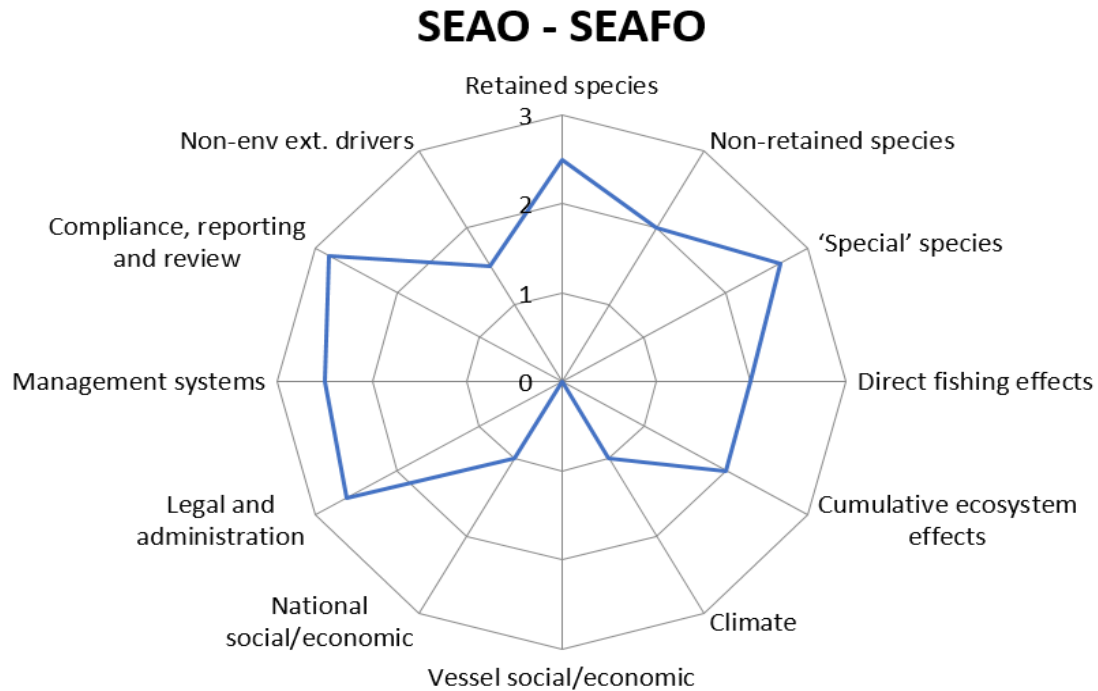 SEAO - SEAFO
Retained species
3
Non-env ext. drivers
Non-retained species
2
Compliance, reporting
and review
‘Special’ species
1
Management systems
0
Direct fishing effects
Legal and
administration
Cumulative ecosystem
effects
National
social/economic
Climate
Vessel social/economic